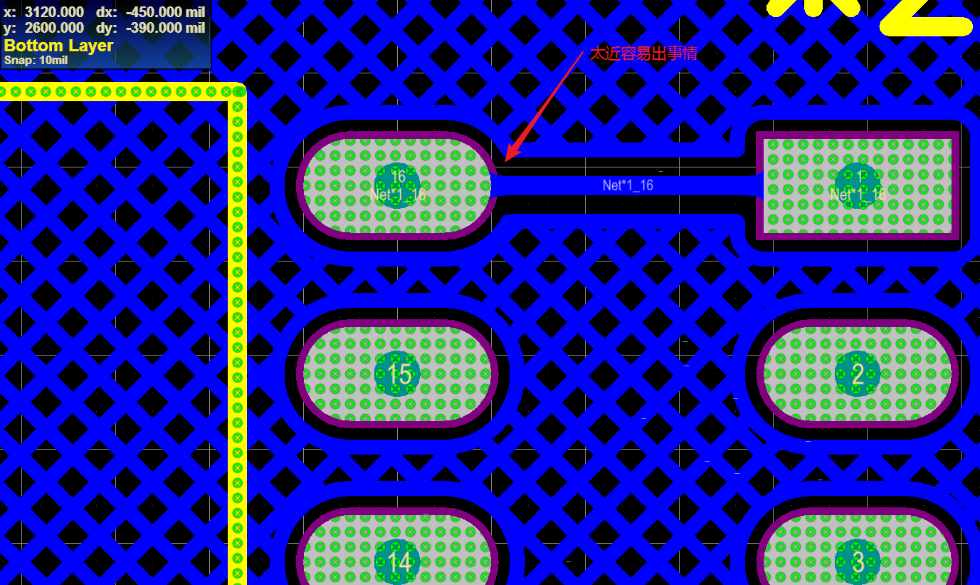 x: 3120.000 dx: -450.000 mil
y: 2600.000 dy: -390.000 mil
Bottom Layer
Snap: 10mil
太近容易出事情
16
Net*1_16
Net*1_16
1
Net*1_16
15
2
14
3